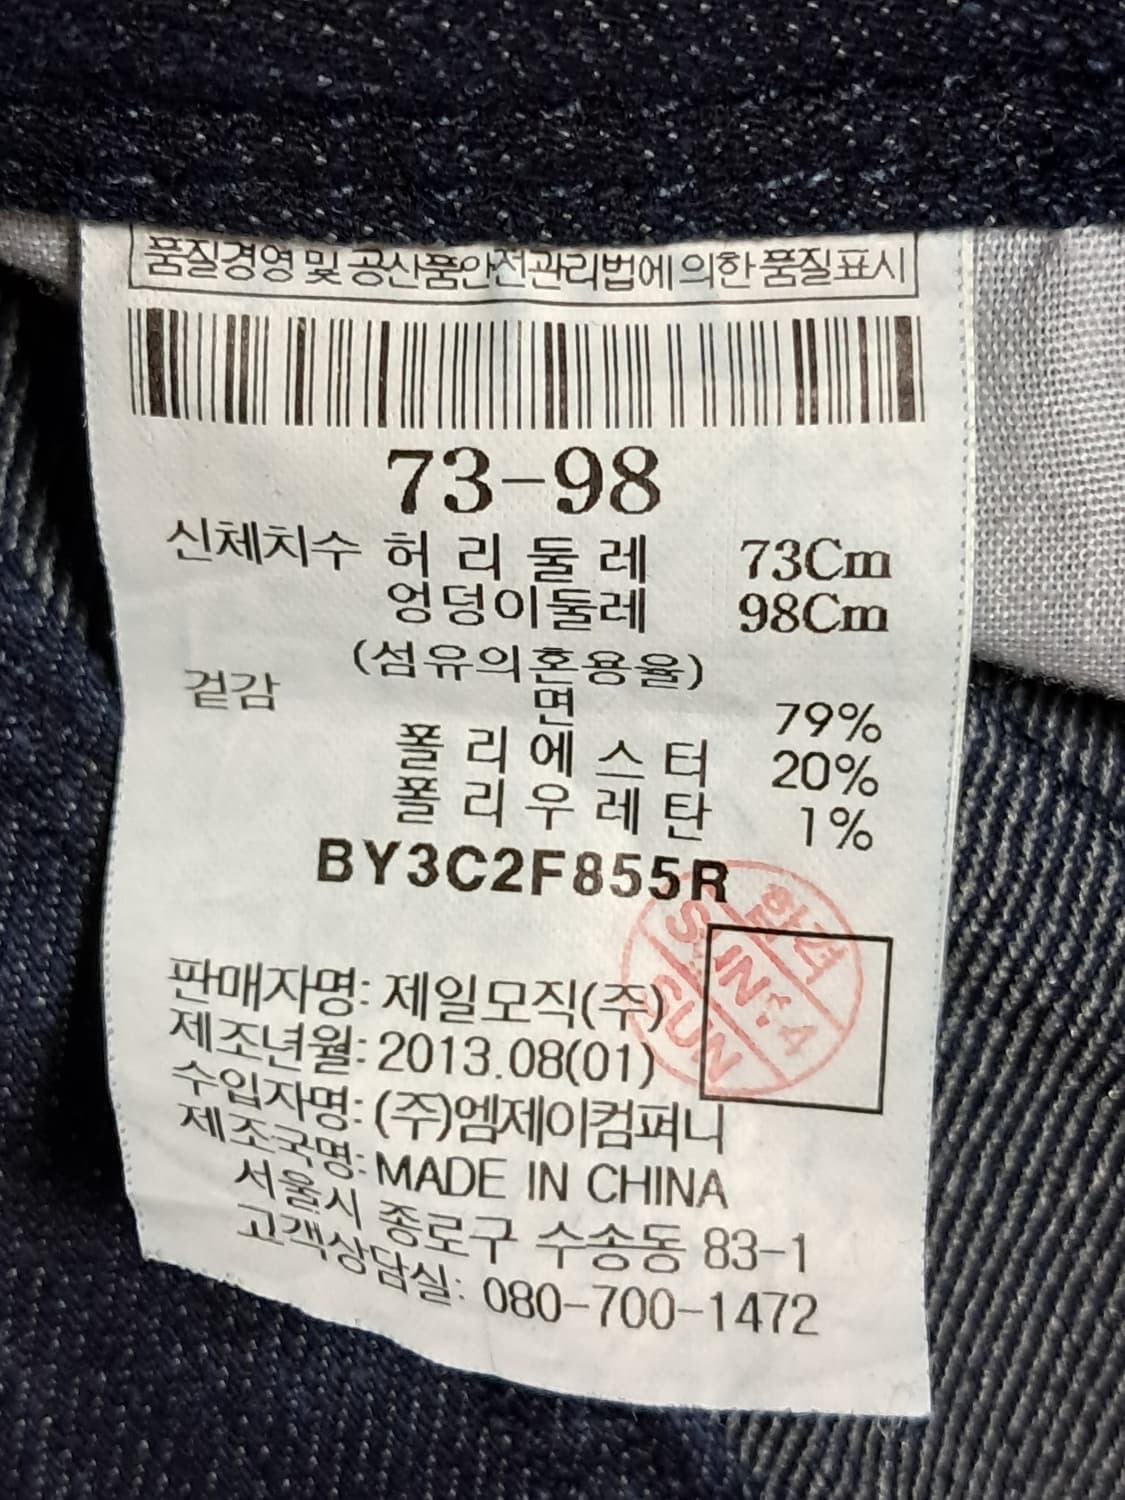 품질경영 및 공산품안전관리법에 의한 품질표시
73-98
신체치수 허리둘레 73Cm
엉덩이둘레 98Cm
(섬유의혼용율)
겉감 면 79%
폴리에스터 20%
폴리우레탄 1%
BY3C2F855R
합격
SUN
IN
SUN
판매자명: 제일모직(주)
제조년월: 2013.08(01)
수입자명: (주)엠제이컴퍼니
제조국명: MADE IN CHINA
서울시 종로구 수송동 83-1
고객상담실: 080-700-1472